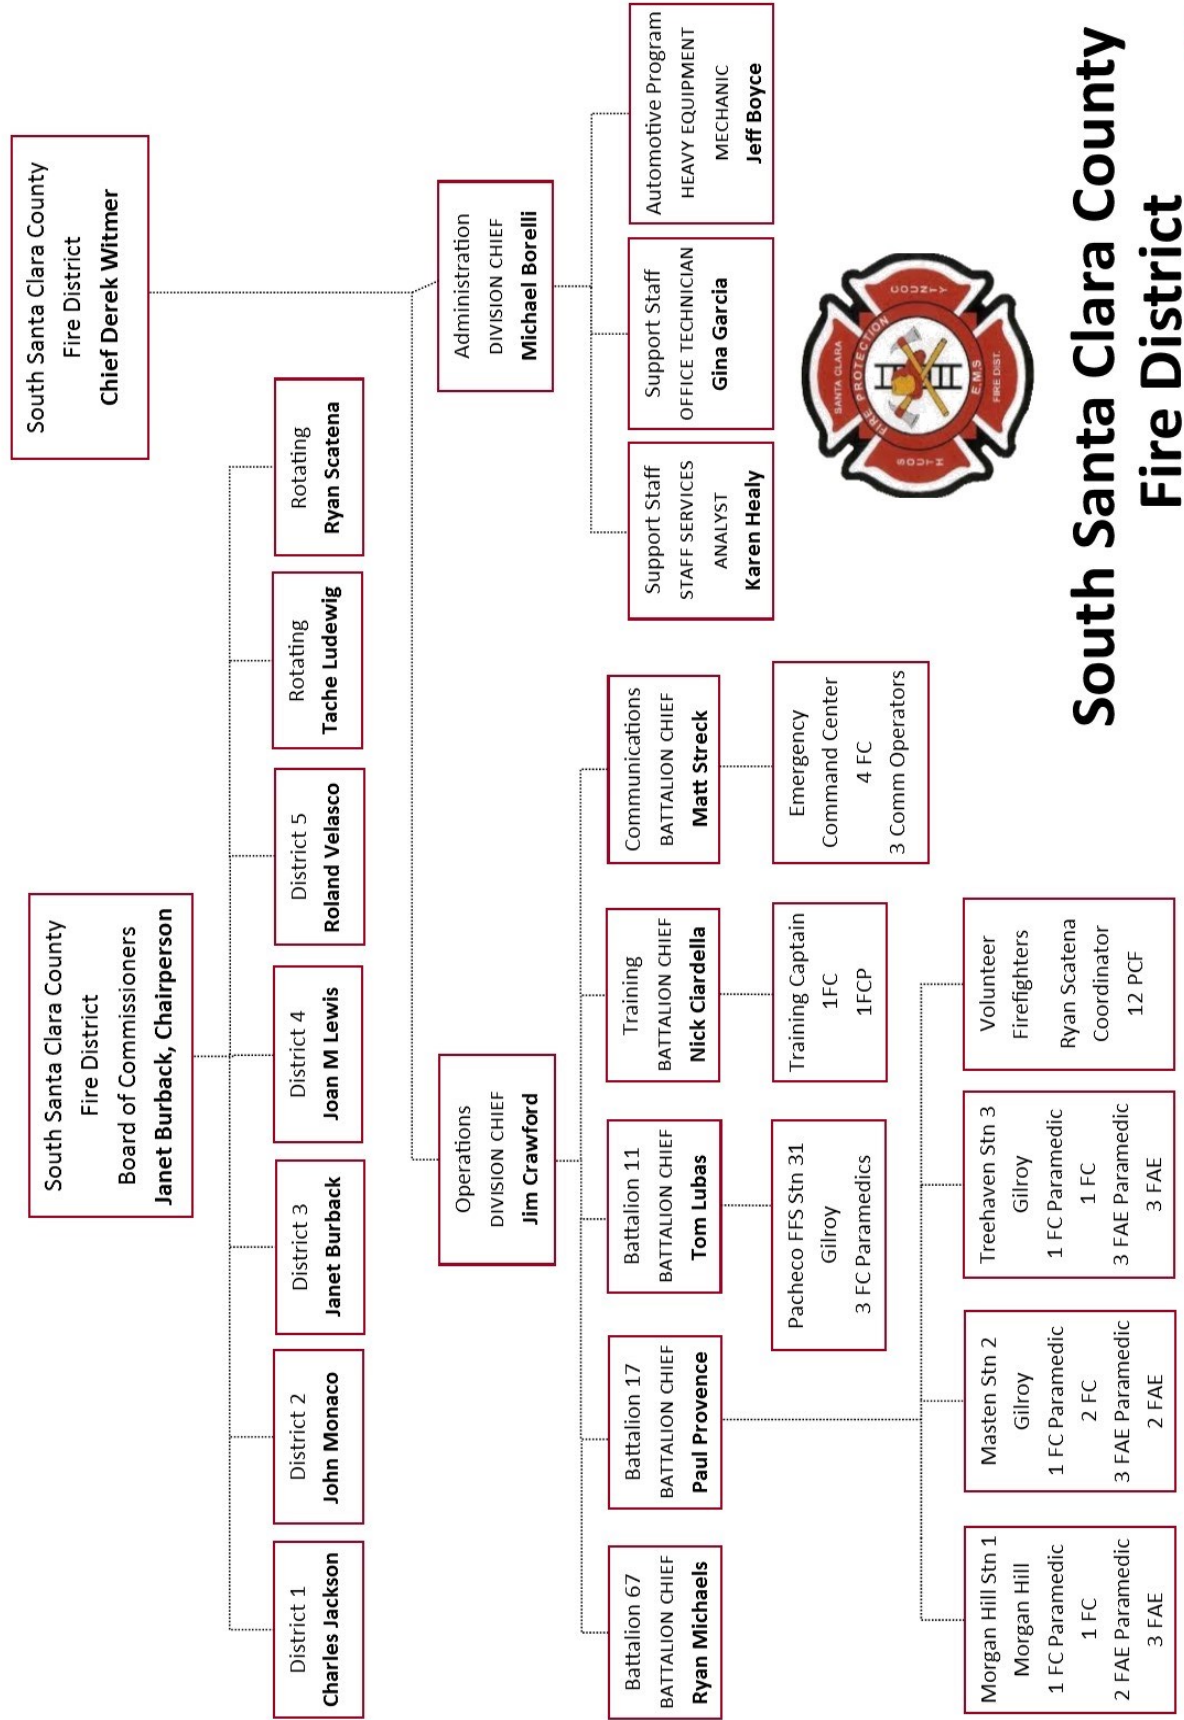 South Santa Clara County
Fire District
Board of Commissioners
Janet Burback, Chairperson
South Santa Clara County
Fire District
Chief Derek Witmer
District 1
Charles Jackson
District 2
John Monaco
District 3
Janet Burback
District 4
Joan M Lewis
District 5
Roland Velasco
Rotating
Tache Ludewig
Rotating
Ryan Scatena
Operations
DIVISION CHIEF
Jim Crawford
Administration
DIVISION CHIEF
Michael Borelli
Battalion 67
BATTALION CHIEF
Ryan Michaels
Battalion 17
BATTALION CHIEF
Paul Provence
Battalion 11
BATTALION CHIEF
Tom Lubas
Training
BATTALION CHIEF
Nick Ciardella
Communications
BATTALION CHIEF
Matt Streck
Support Staff
STAFF SERVICES
ANALYST
Karen Healy
Support Staff
OFFICE TECHNICIAN
Gina Garcia
Automotive Program
HEAVY EQUIPMENT
MECHANIC
Jeff Boyce
Pacheco FFS Stn 31
Gilroy
3 FC Paramedics
Training Captain
1FC
1FCP
Emergency
Command Center
4 FC
3 Comm Operators
Morgan Hill Stn 1
Morgan Hill
1 FC Paramedic
1 FC
2 FAE Paramedic
3 FAE
Masten Stn 2
Gilroy
1 FC Paramedic
2 FC
3 FAE Paramedic
2 FAE
Treehaven Stn 3
Gilroy
1 FC Paramedic
1 FC
3 FAE Paramedic
3 FAE
Volunteer
Firefighters
Ryan Scatena
Coordinator
12 PCF
SANTA CLARA
SOUTH
COUNTY
FIRE PROTECTION
E.M.S
FIRE DIST.
South Santa Clara County
Fire District